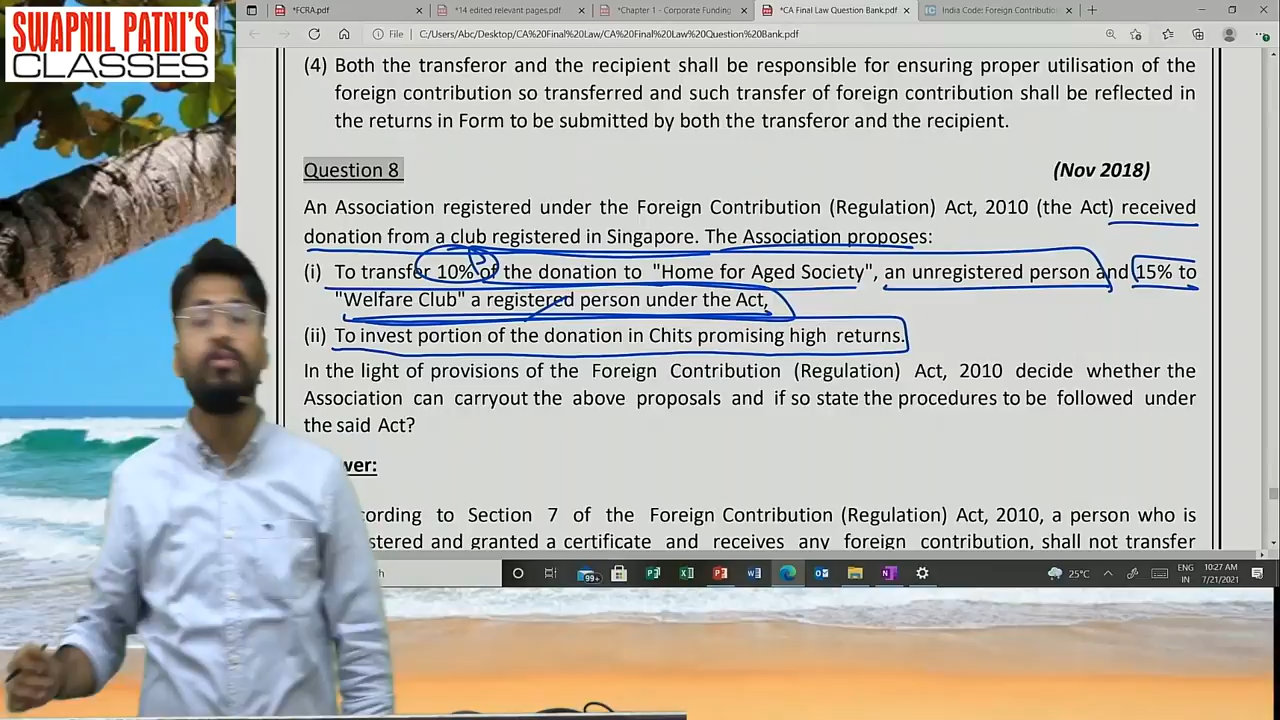 SWAPNIL PATNI'S
CLASSES
*FCRA.pdf
*14 edited relevant pages.pdf
*Chapter 1 - Corporate Funding
*CA Final Law Question Bank.pdf
India Code: Foreign Contributio
File
C:/Users/Abc/Desktop/CA%20Final%20Law/CA%20Final%20Law%20Question%20Bank.pdf
(4) Both the transferor and the recipient shall be responsible for ensuring proper utilisation of the
foreign contribution so transferred and such transfer of foreign contribution shall be reflected in
the returns in Form to be submitted by both the transferor and the recipient.
Question 8 (Nov 2018)
An Association registered under the Foreign Contribution (Regulation) Act, 2010 (the Act) received
donation from a club registered in Singapore. The Association proposes:
(i) To transfer 10% of the donation to "Home for Aged Society", an unregistered person and 15% to
"Welfare Club" a registered person under the Act,
(ii) To invest portion of the donation in Chits promising high returns.
In the light of provisions of the Foreign Contribution (Regulation) Act, 2010 decide whether the
Association can carryout the above proposals and if so state the procedures to be followed under
the said Act?
wer:
cording to Section 7 of the Foreign Contribution (Regulation) Act, 2010, a person who is
stered and granted a certificate and receives any foreign contribution, shall not transfer
99+
25°C
ENG
IN
10:27 AM
7/21/2021